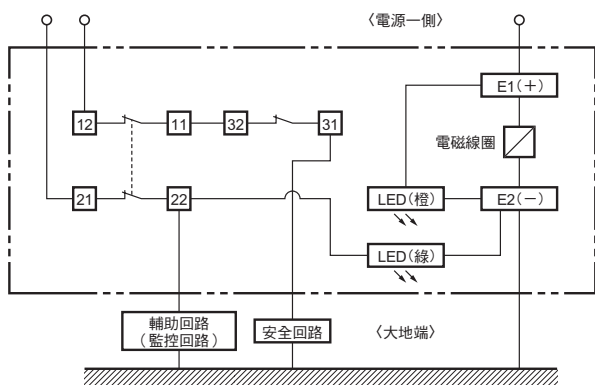 〈電源一側〉
E1(+)
12
11
32
31
電磁線圈
21
22
LED(橙)
E2(−)
LED(綠)
輔助回路
(監控回路)
安全回路
〈大地端〉